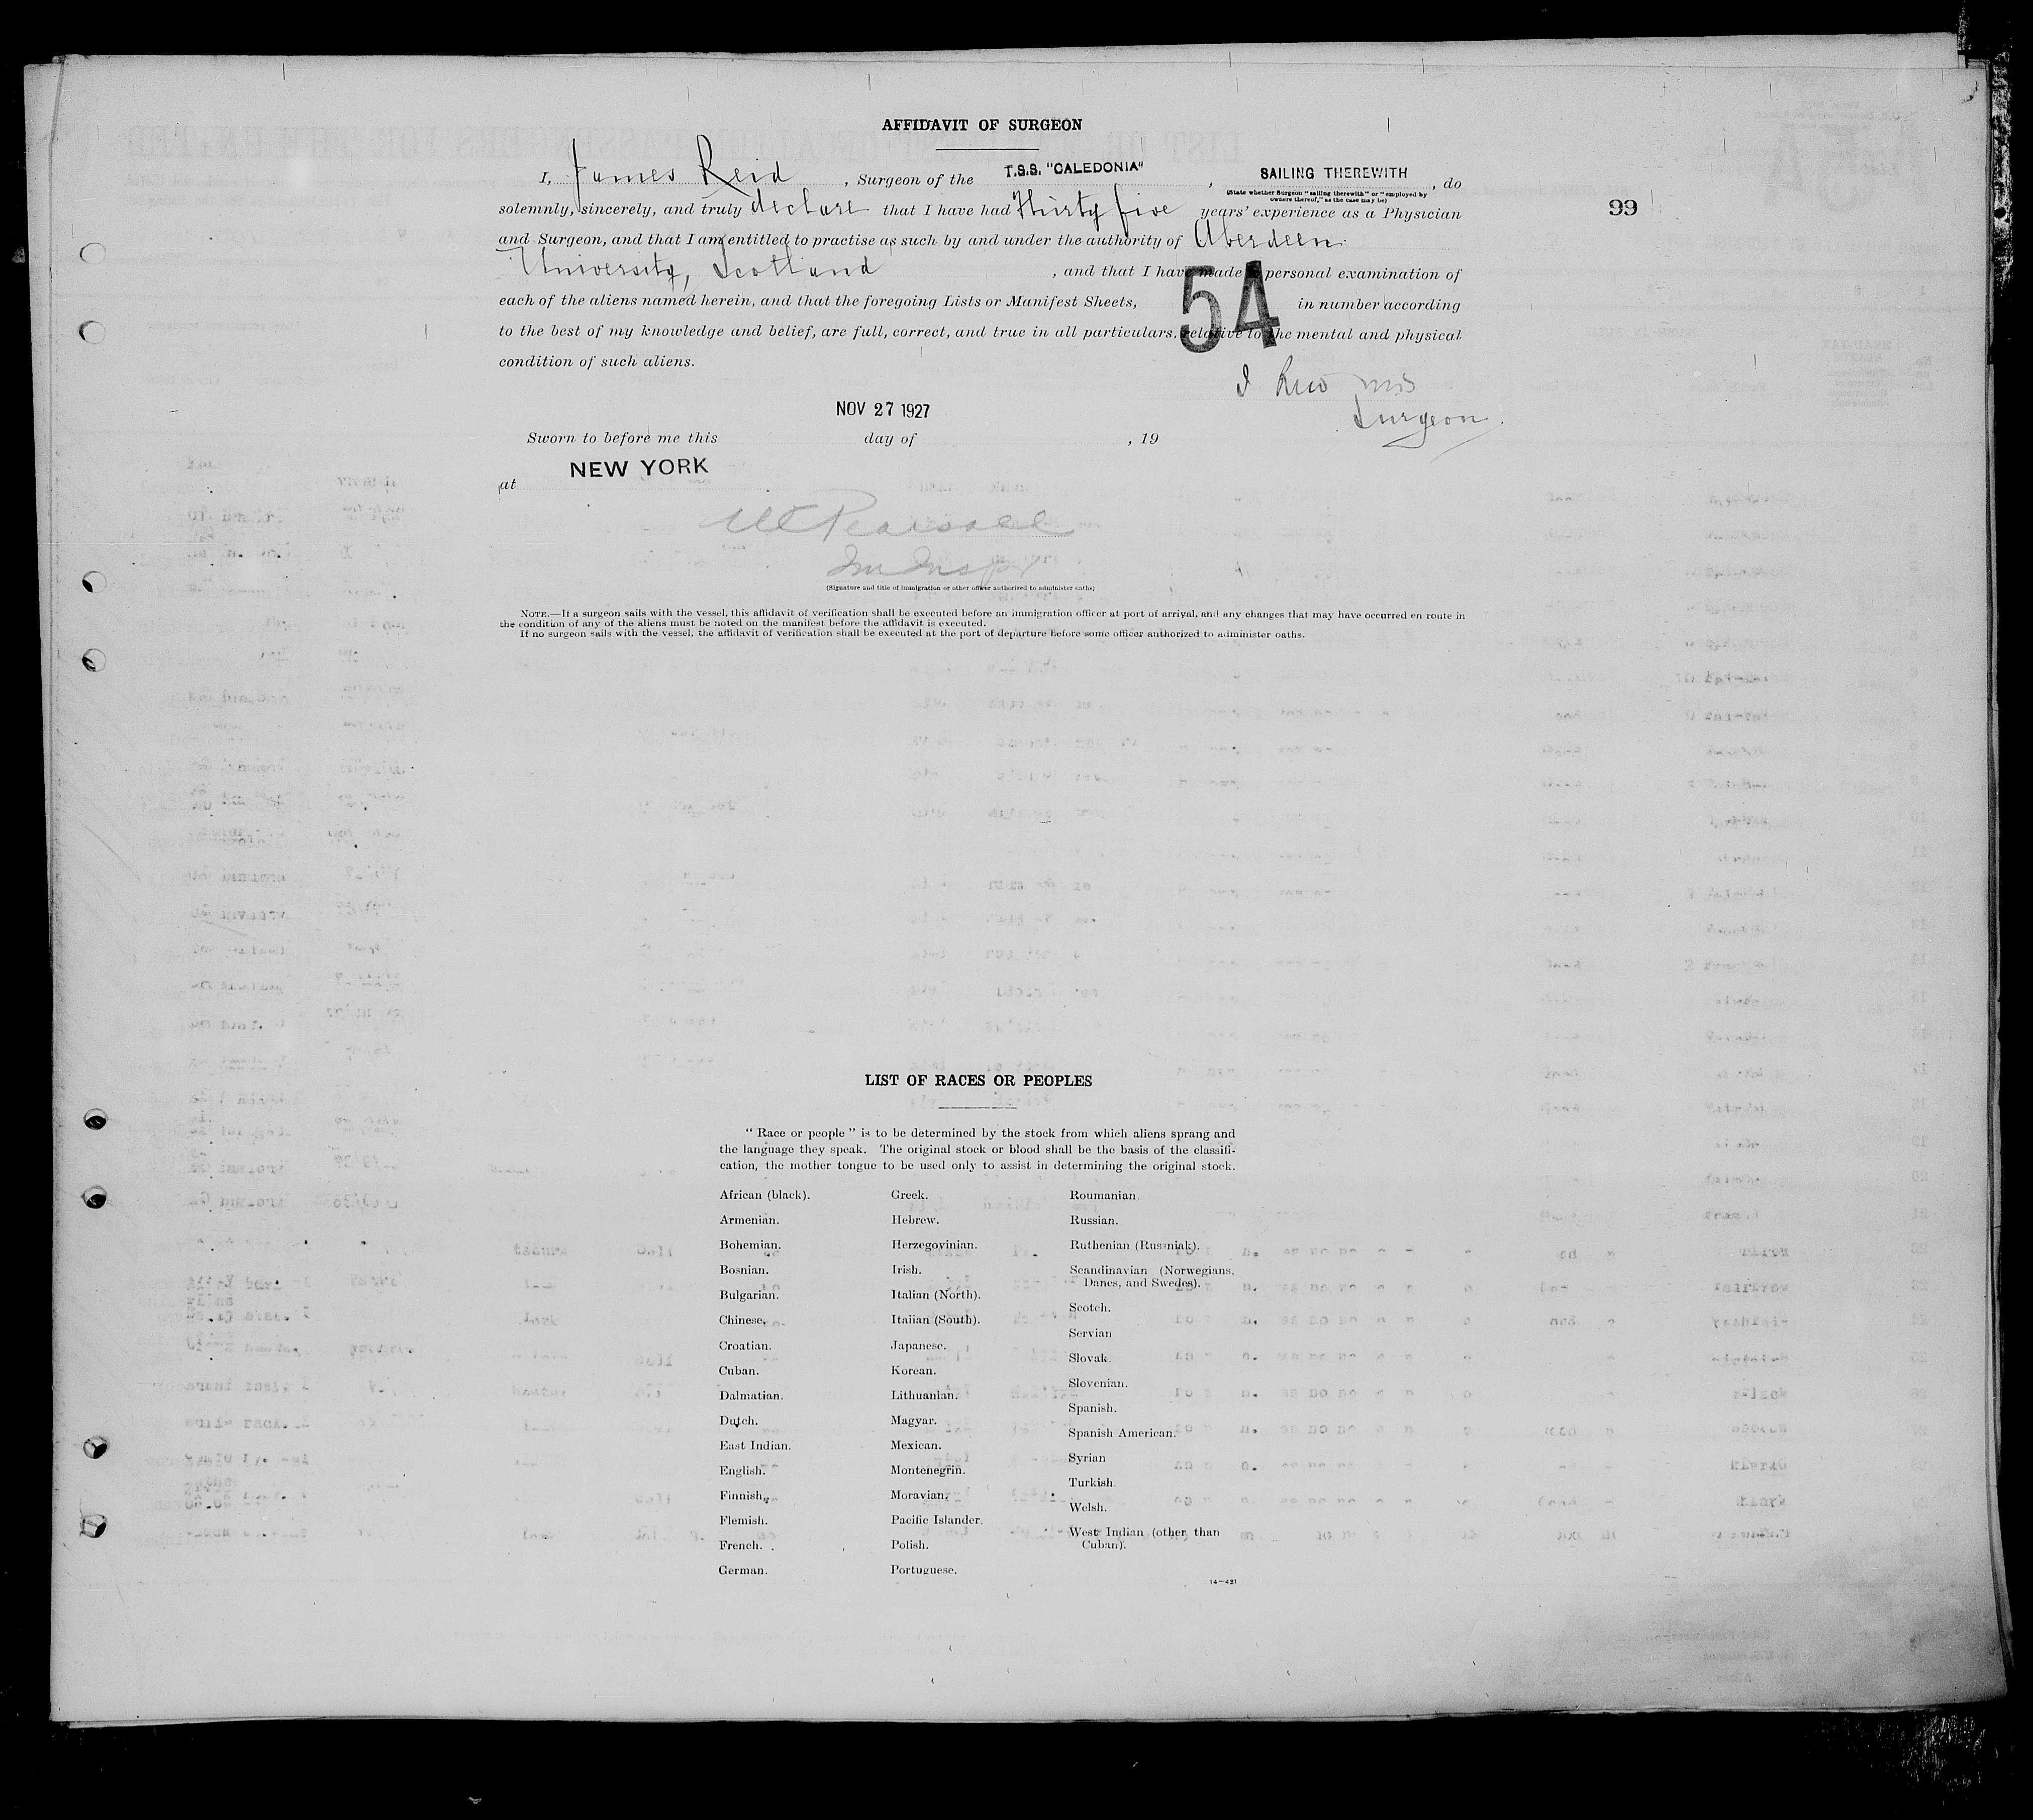 AFFIDAVIT OF SURGEON
I, James Reid , Surgeon of the T.S.S. "CALEDONIA" , SAILING THEREWITH , do
(State whether Surgeon "sailing therewith" or "employed by
owners thereof," as the case may be)
solemnly, sincerely, and truly declare that I have had Thirty five years' experience as a Physician
99
and Surgeon, and that I am entitled to practise as such by and under the authority of Aberdeen
University, Scotland , and that I have made a personal examination of
each of the aliens named herein, and that the foregoing Lists or Manifest Sheets, 54 in number according
to the best of my knowledge and belief, are full, correct, and true in all particulars, relative to the mental and physical
condition of such aliens.
J Reid
Surgeon.
NOV 27 1927
Sworn to before me this day of , 19
at NEW YORK
Pearsall
Im Insp
(Signature and title of immigration or other officer authorized to administer oaths)
NOTE.—If a surgeon sails with the vessel, this affidavit of verification shall be executed before an immigration officer at port of arrival, and any changes that may have occurred en route in
the condition of any of the aliens must be noted on the manifest before the affidavit is executed.
If no surgeon sails with the vessel, the affidavit of verification shall be executed at the port of departure before some officer authorized to administer oaths.
LIST OF RACES OR PEOPLES
"Race or people" is to be determined by the stock from which aliens sprang and
the language they speak. The original stock or blood shall be the basis of the classifi-
cation, the mother tongue to be used only to assist in determining the original stock.
African (black).
Armenian.
Bohemian.
Bosnian.
Bulgarian.
Chinese.
Croatian.
Cuban.
Dalmatian.
Dutch.
East Indian.
English.
Finnish.
Flemish.
French.
German.
Greek.
Hebrew.
Herzegovinian.
Irish.
Italian (North).
Italian (South).
Japanese.
Korean.
Lithuanian.
Magyar.
Mexican.
Montenegrin.
Moravian.
Pacific Islander.
Polish.
Portuguese.
Roumanian.
Russian.
Ruthenian (Russniak).
Scandinavian (Norwegians,
Danes, and Swedes).
Scotch.
Servian
Slovak.
Slovenian.
Spanish.
Spanish American.
Syrian
Turkish.
Welsh.
West Indian (other than
Cuban).
14—421